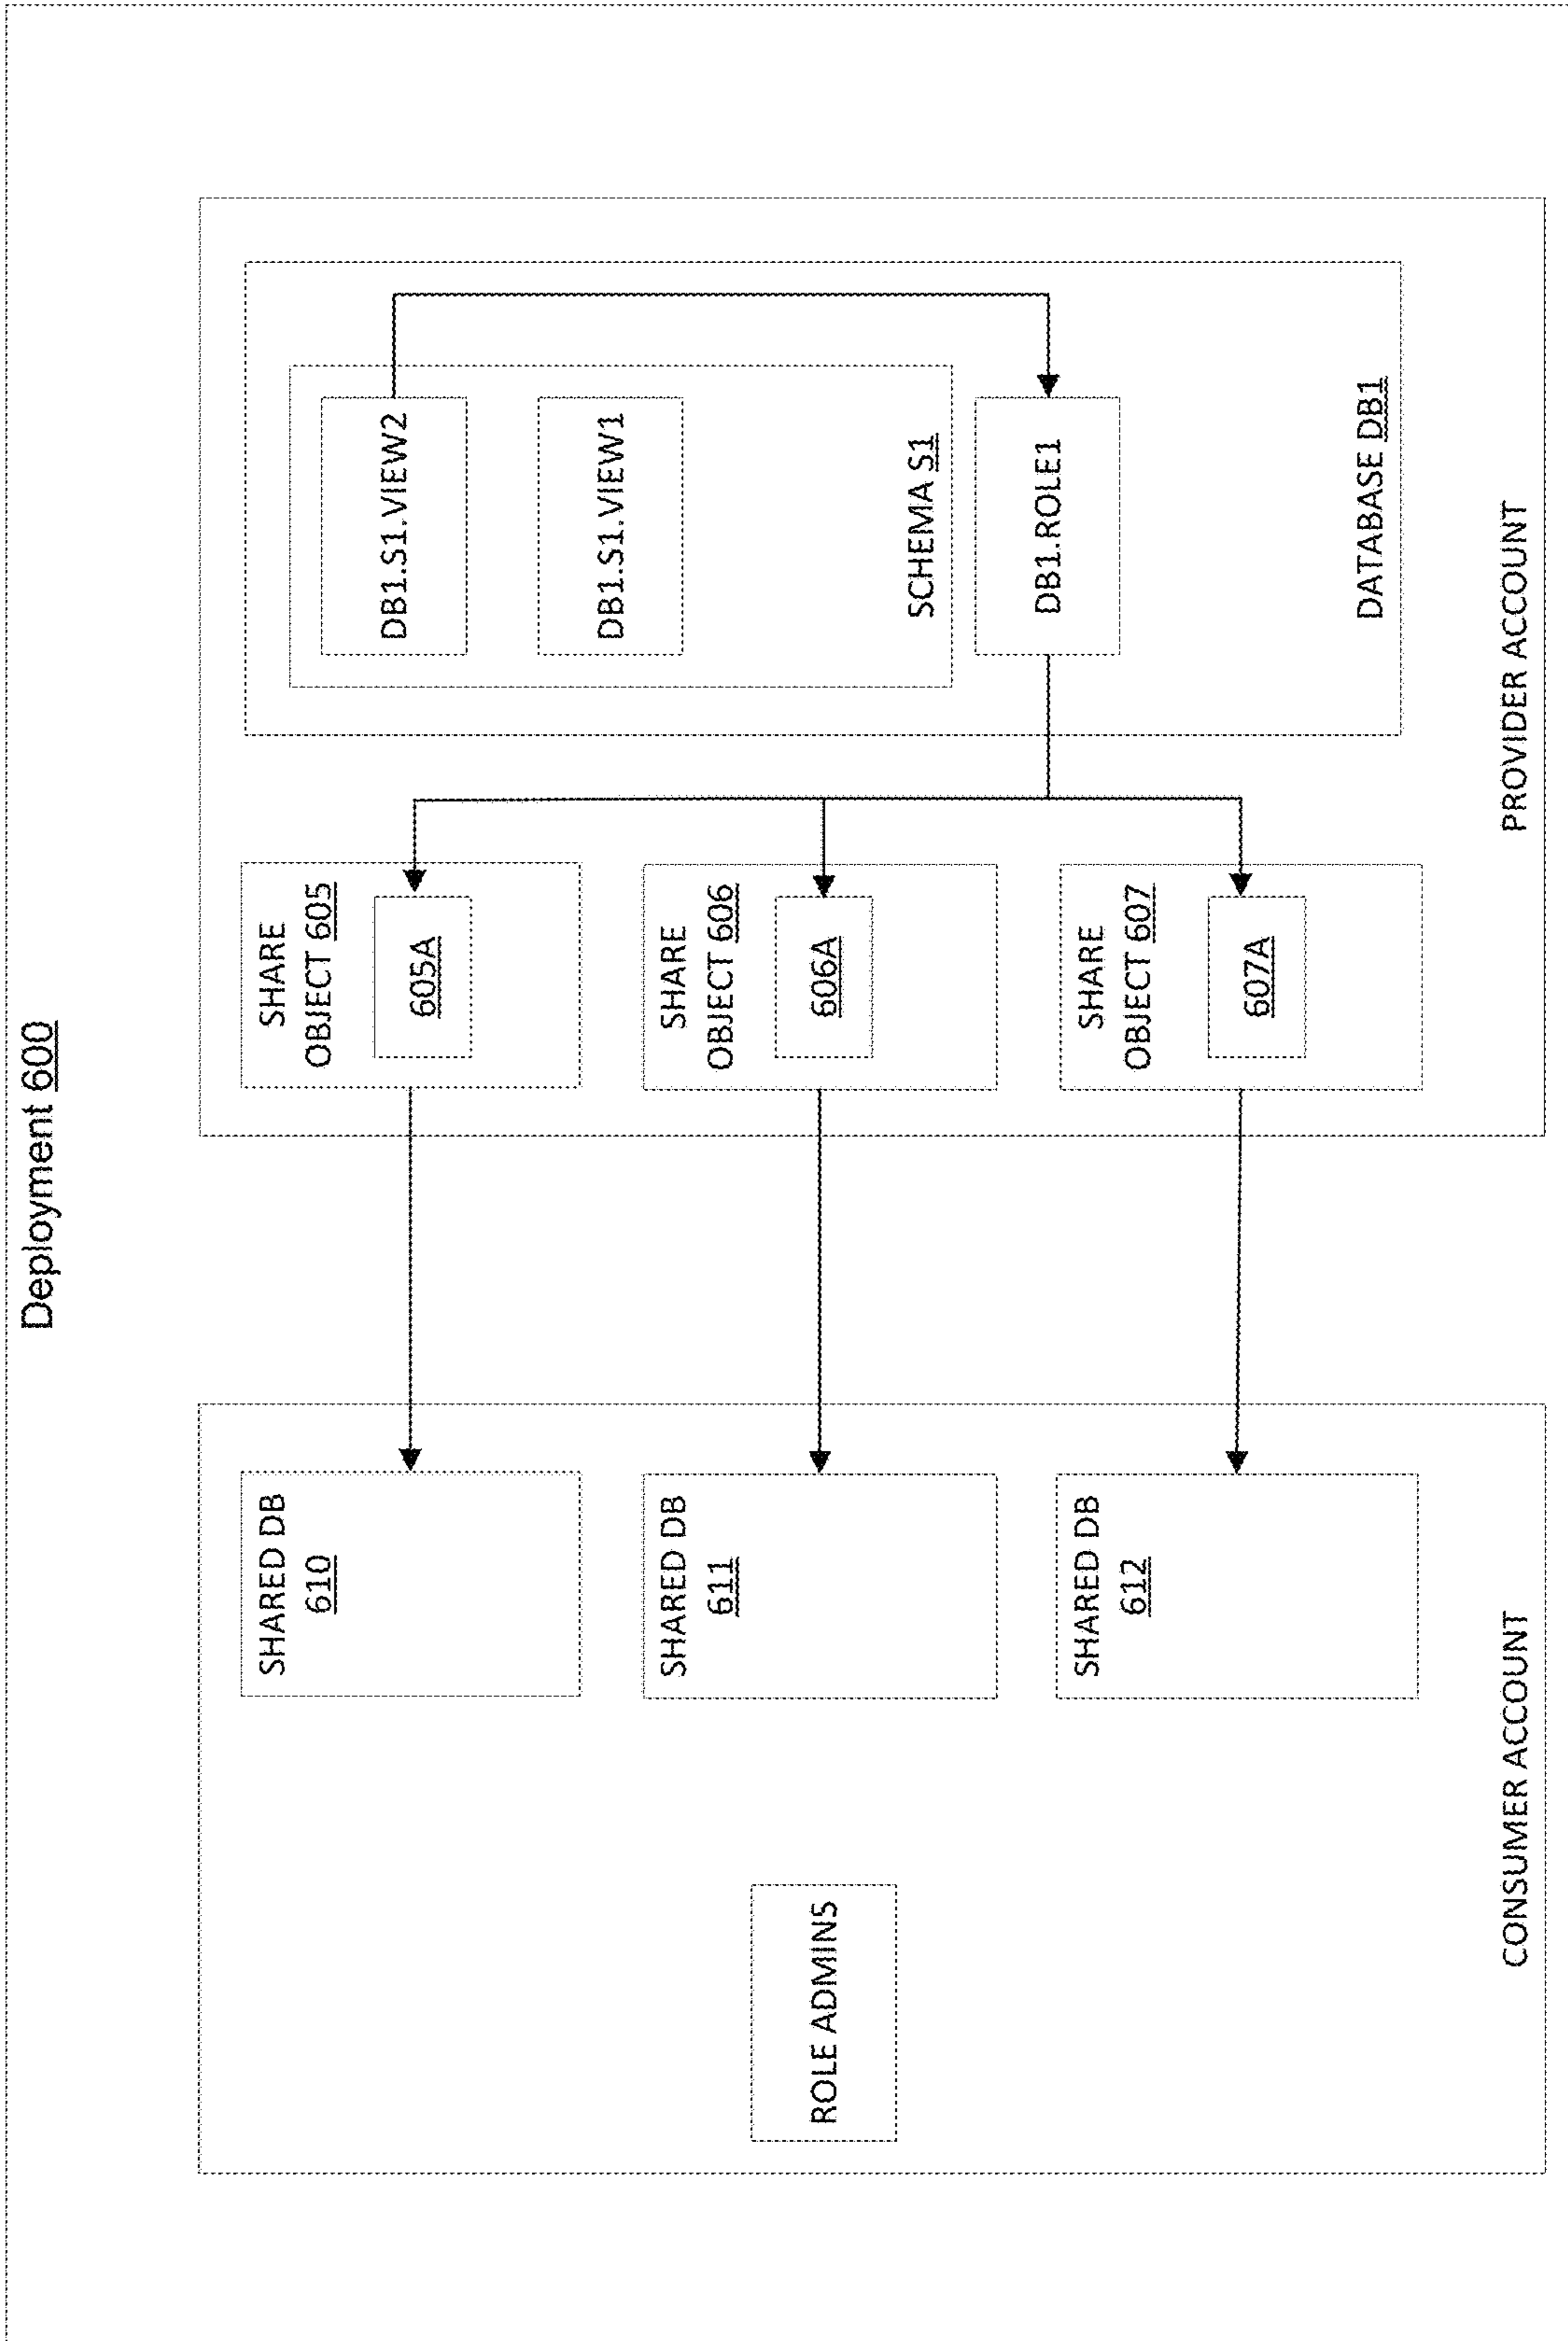 Deployment 600
DB1.S1.VIEW2
DB1.S1.VIEW1
SCHEMA S1
DB1.ROLE1
DATABASE DB1
SHARE
OBJECT 605
605A
SHARE
OBJECT 606
606A
SHARE
OBJECT 607
607A
PROVIDER ACCOUNT
SHARED DB
610
SHARED DB
611
SHARED DB
612
ROLE ADMINS
CONSUMER ACCOUNT